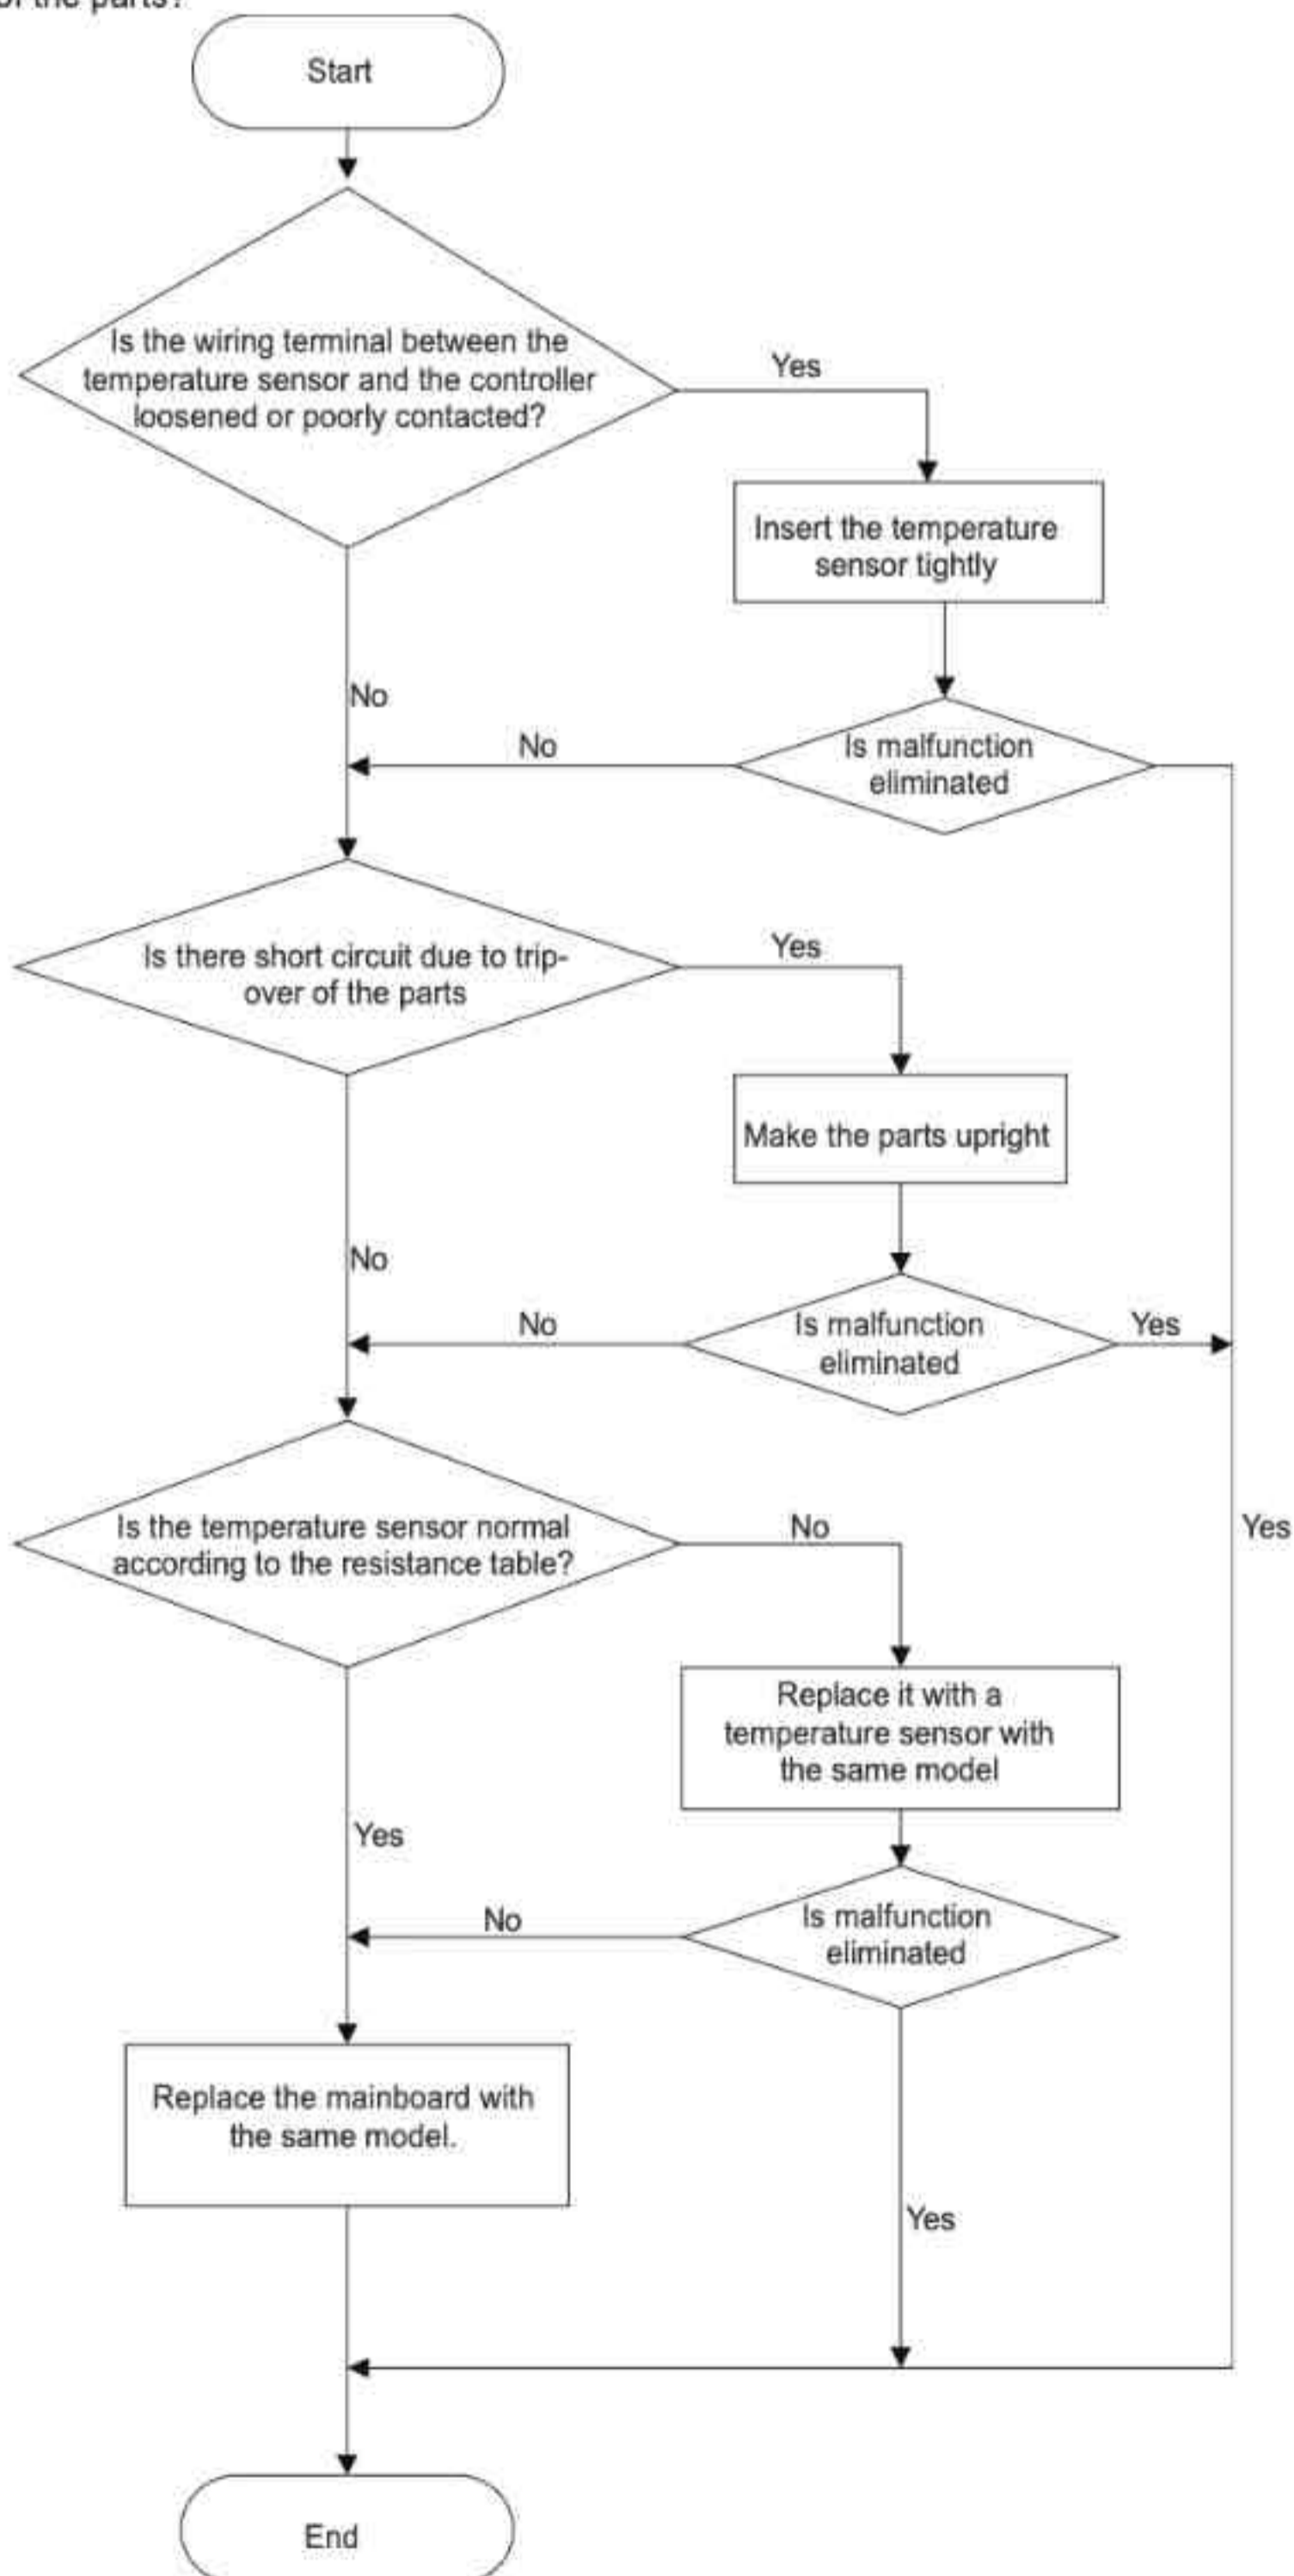 of the parts?
Start
Is the wiring terminal between the
temperature sensor and the controller
loosened or poorly contacted?
Yes
Insert the temperature
sensor tightly
No
No
Is malfunction
eliminated
Is there short circuit due to trip-
over of the parts
Yes
Make the parts upright
No
No
Is malfunction
eliminated
Yes
Is the temperature sensor normal
according to the resistance table?
No
Yes
Replace it with a
temperature sensor with
the same model
Yes
No
Is malfunction
eliminated
Replace the mainboard with
the same model.
Yes
End